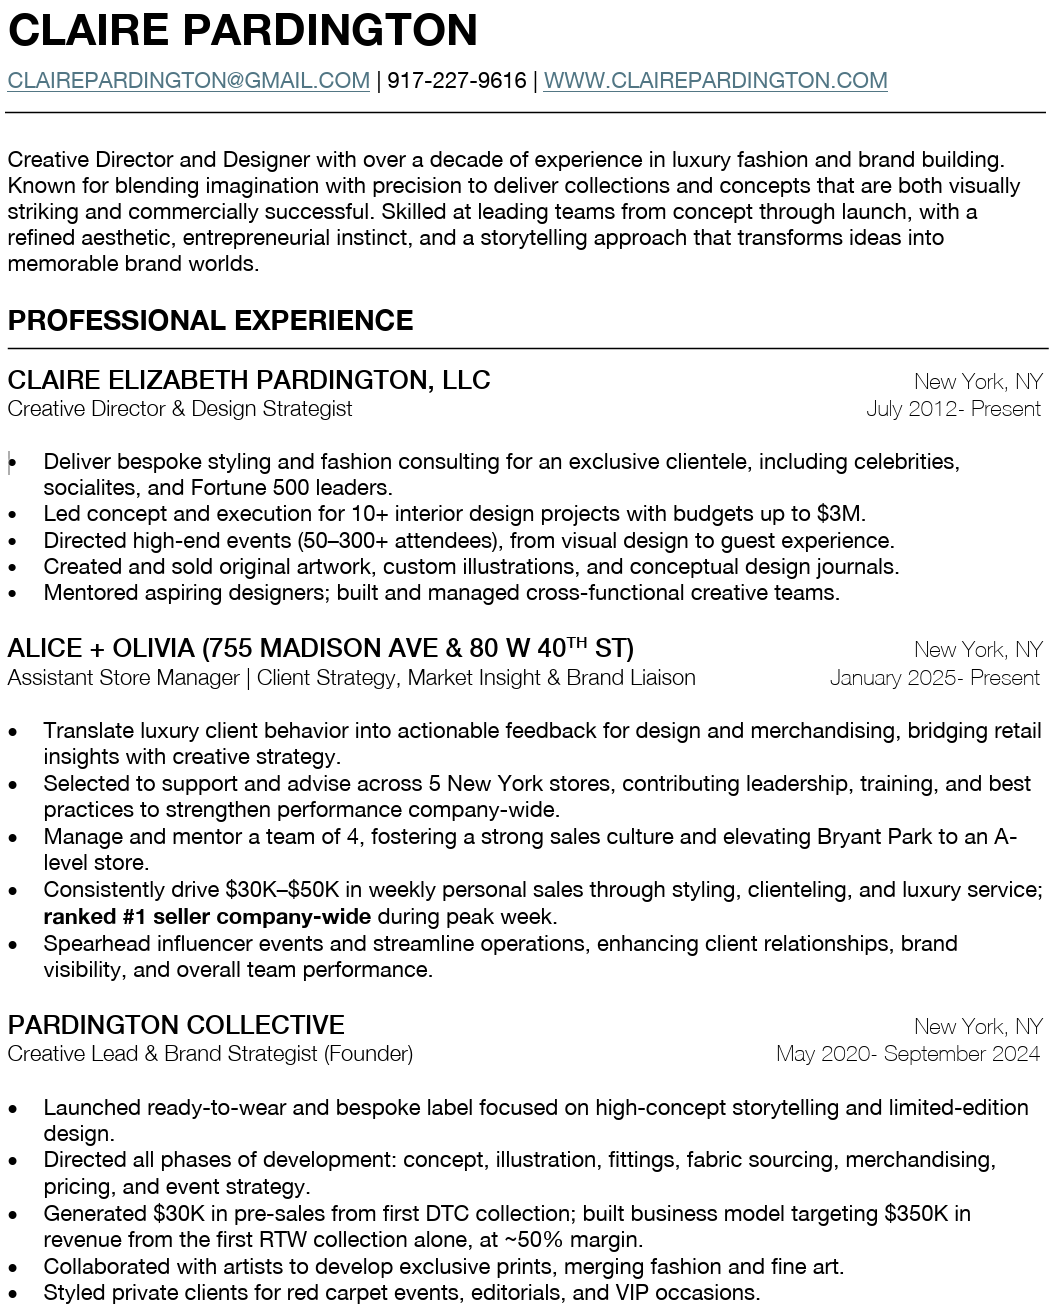 CLAIRE PARDINGTON
CLAIREPARDINGTON@GMAIL.COM | 917-227-9616 | WWW.CLAIREPARDINGTON.COM
Creative Director and Designer with over a decade of experience in luxury fashion and brand building.
Known for blending imagination with precision to deliver collections and concepts that are both visually
striking and commercially successful. Skilled at leading teams from concept through launch, with a
refined aesthetic, entrepreneurial instinct, and a storytelling approach that transforms ideas into
memorable brand worlds.
PROFESSIONAL EXPERIENCE
CLAIRE ELIZABETH PARDINGTON, LLC New York, NY
Creative Director & Design Strategist July 2012- Present
• Deliver bespoke styling and fashion consulting for an exclusive clientele, including celebrities,
socialites, and Fortune 500 leaders.
• Led concept and execution for 10+ interior design projects with budgets up to $3M.
• Directed high-end events (50–300+ attendees), from visual design to guest experience.
• Created and sold original artwork, custom illustrations, and conceptual design journals.
• Mentored aspiring designers; built and managed cross-functional creative teams.
ALICE + OLIVIA (755 MADISON AVE & 80 W 40TH ST) New York, NY
Assistant Store Manager | Client Strategy, Market Insight & Brand Liaison January 2025- Present
• Translate luxury client behavior into actionable feedback for design and merchandising, bridging retail
insights with creative strategy.
• Selected to support and advise across 5 New York stores, contributing leadership, training, and best
practices to strengthen performance company-wide.
• Manage and mentor a team of 4, fostering a strong sales culture and elevating Bryant Park to an A-
level store.
• Consistently drive $30K–$50K in weekly personal sales through styling, clienteling, and luxury service;
ranked #1 seller company-wide during peak week.
• Spearhead influencer events and streamline operations, enhancing client relationships, brand
visibility, and overall team performance.
PARDINGTON COLLECTIVE New York, NY
Creative Lead & Brand Strategist (Founder) May 2020- September 2024
• Launched ready-to-wear and bespoke label focused on high-concept storytelling and limited-edition
design.
• Directed all phases of development: concept, illustration, fittings, fabric sourcing, merchandising,
pricing, and event strategy.
• Generated $30K in pre-sales from first DTC collection; built business model targeting $350K in
revenue from the first RTW collection alone, at ~50% margin.
• Collaborated with artists to develop exclusive prints, merging fashion and fine art.
• Styled private clients for red carpet events, editorials, and VIP occasions.